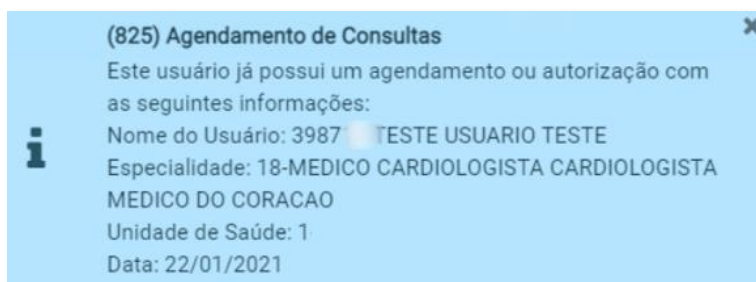 (825) Agendamento de Consultas
Este usuário já possui um agendamento ou autorização com
as seguintes informações:
Nome do Usuário: 3987 TESTE USUARIO TESTE
Especialidade: 18-MEDICO CARDIOLOGISTA CARDIOLOGISTA
MEDICO DO CORACAO
Unidade de Saúde: 1
Data: 22/01/2021